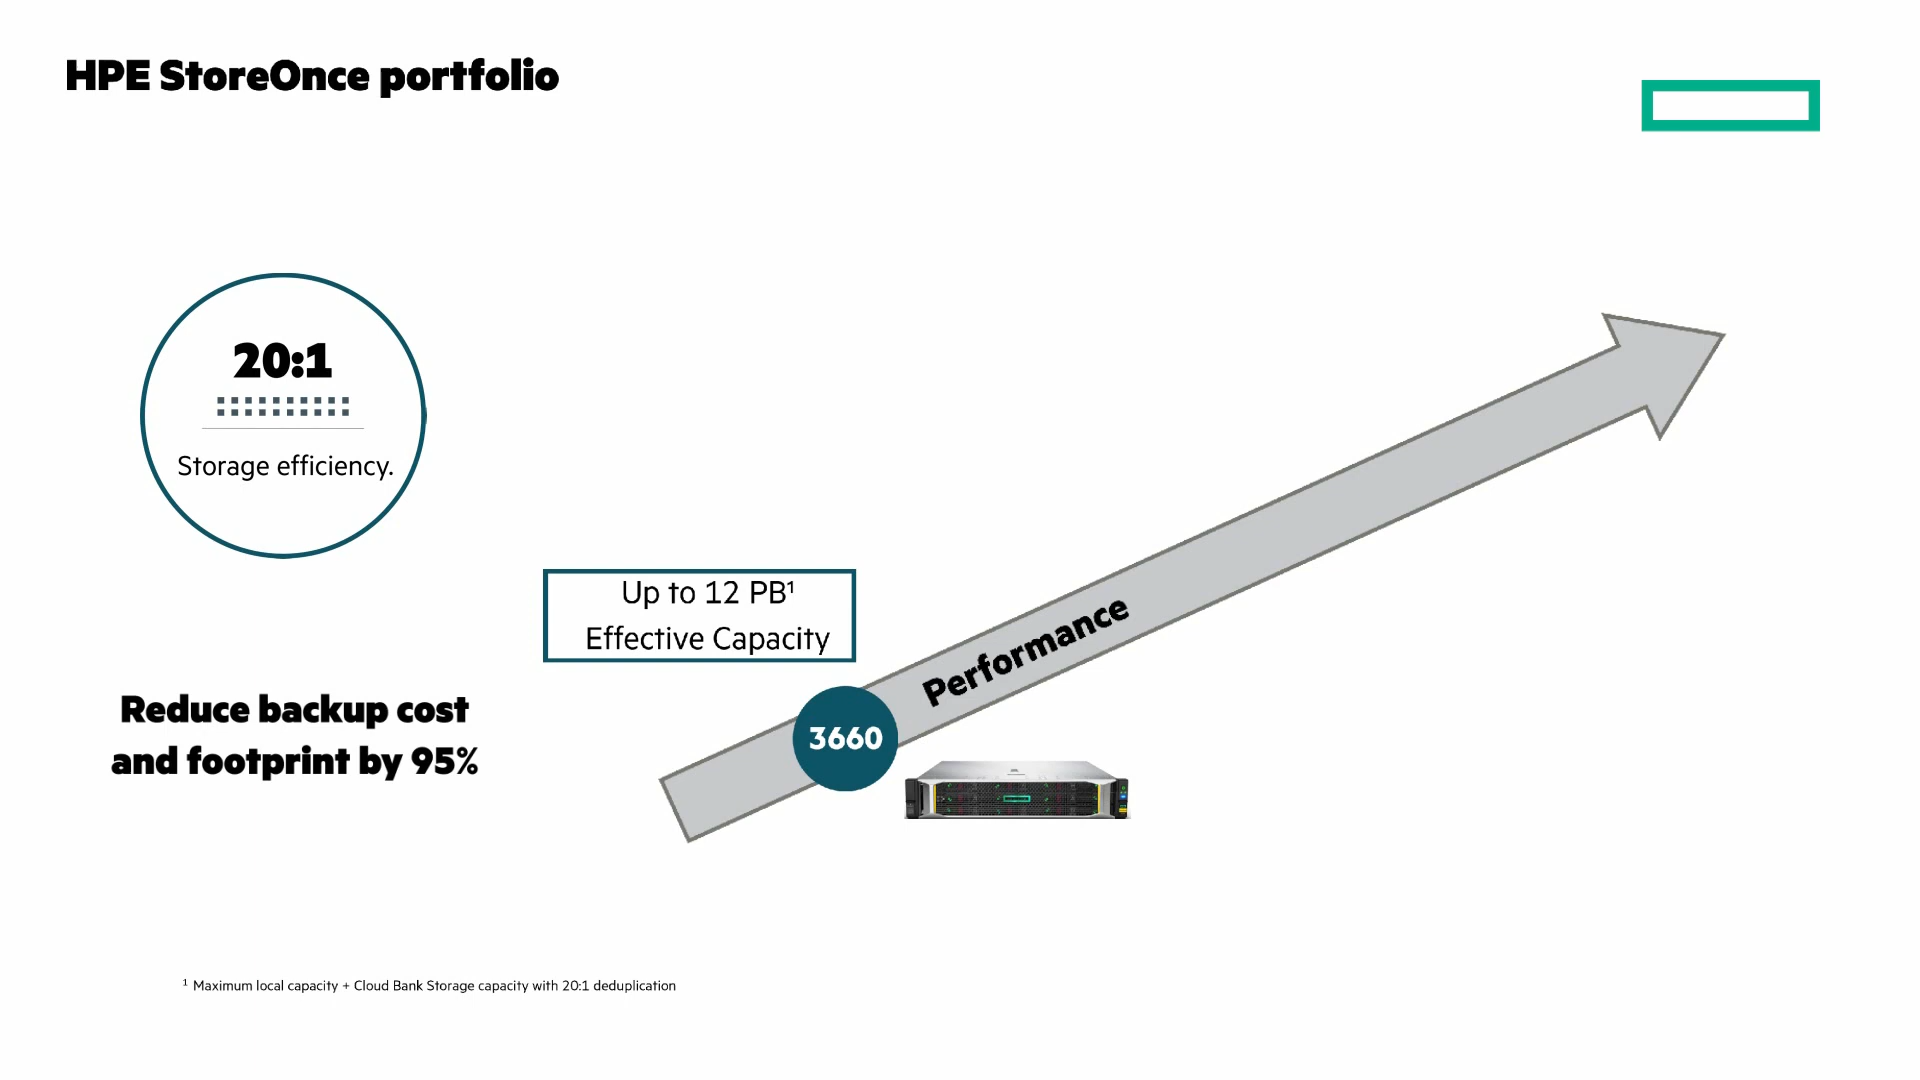 HPE StoreOnce portfolio
20:1
Storage efficiency.
Up to 12 PB¹
Effective Capacity
Performance
3660
Reduce backup cost
and footprint by 95%
¹ Maximum local capacity + Cloud Bank Storage capacity with 20:1 deduplication